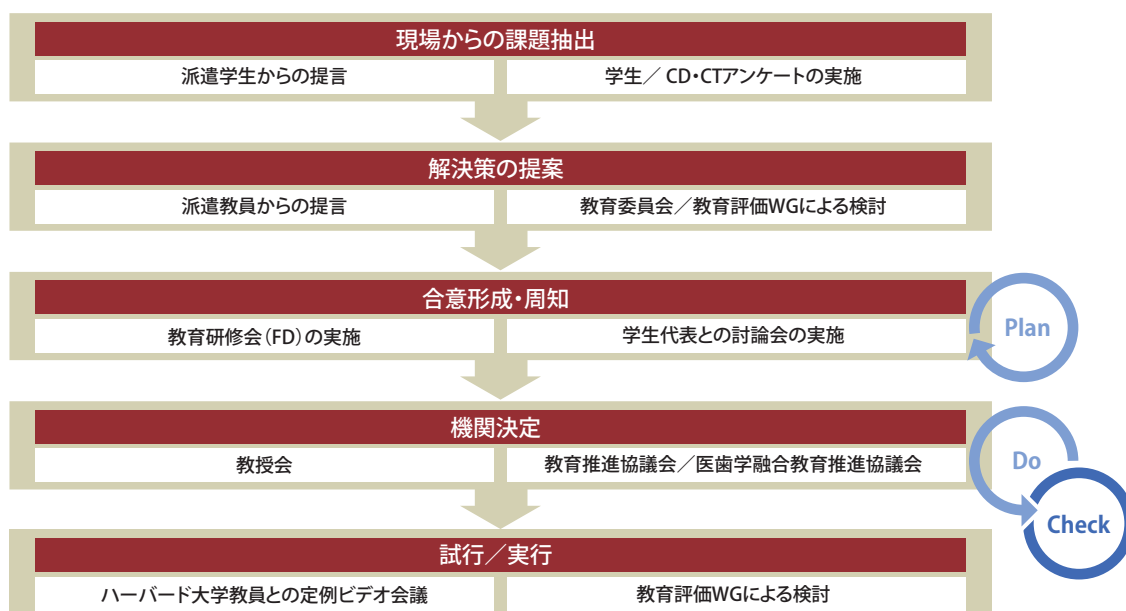 現場からの課題抽出
派遣学生からの提言
学生／CD・CTアンケートの実施
解決策の提案
派遣教員からの提言
教育委員会／教育評価WGによる検討
合意形成・周知
教育研修会（FD）の実施
学生代表との討論会の実施
Plan
機関決定
教授会
教育推進協議会／医歯学融合教育推進協議会
Do
Check
試行／実行
ハーバード大学教員との定例ビデオ会議
教育評価WGによる検討